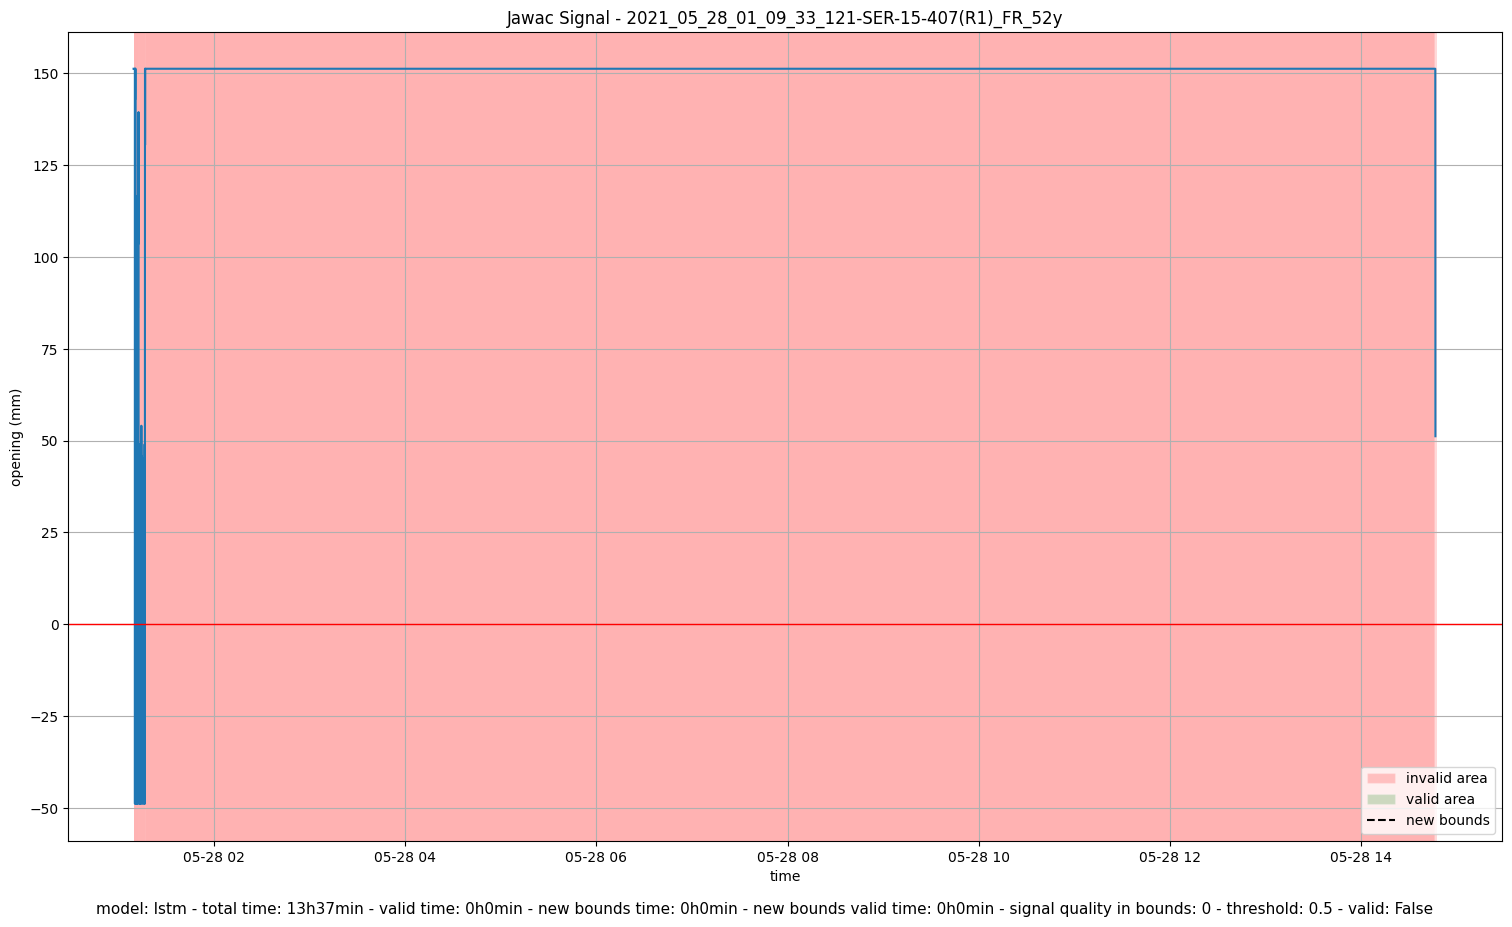 Jawac Signal - 2021_05_28_01_09_33_121-SER-15-407(R1)_FR_52y
opening (mm)
150
125
100
75
50
25
0
−25
−50
invalid area
valid area
new bounds
05-28 02
05-28 04
05-28 06
05-28 08
05-28 10
05-28 12
05-28 14
time
model: lstm - total time: 13h37min - valid time: 0h0min - new bounds time: 0h0min - new bounds valid time: 0h0min - signal quality in bounds: 0 - threshold: 0.5 - valid: False